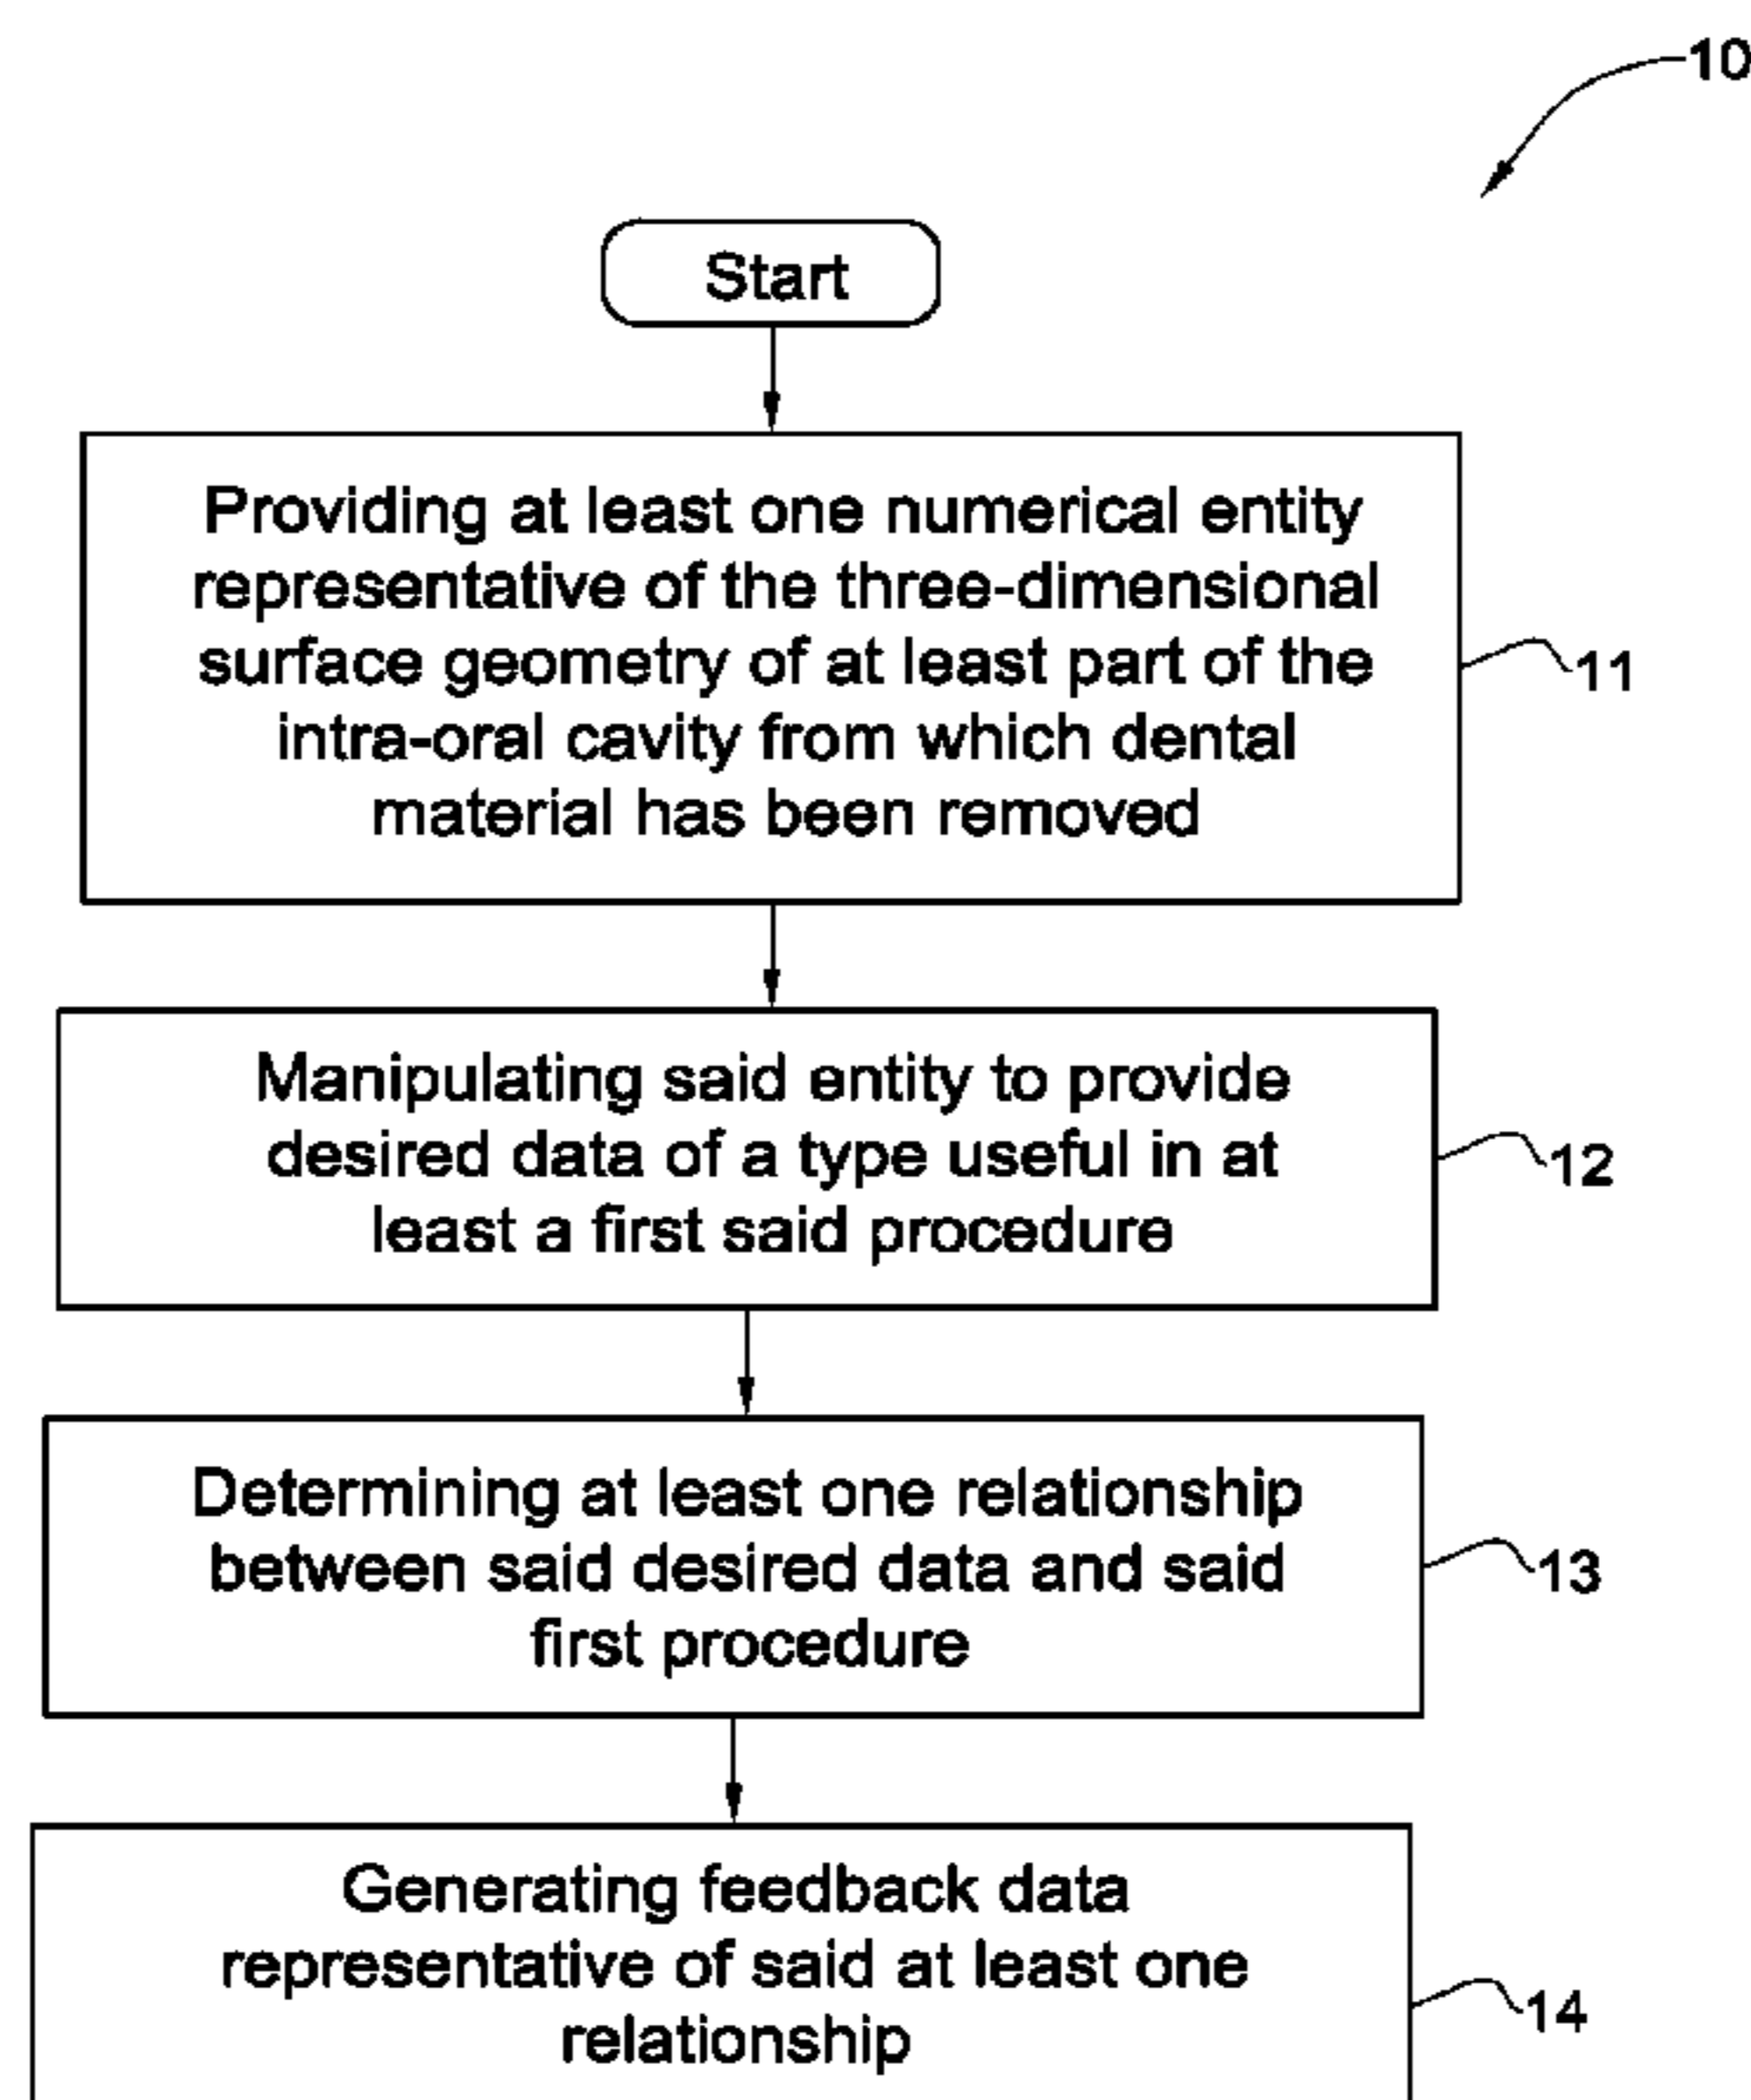 10
Start
Providing at least one numerical entity
representative of the three-dimensional
surface geometry of at least part of the
intra-oral cavity from which dental
material has been removed
11
Manipulating said entity to provide
desired data of a type useful in at
least a first said procedure
12
Determining at least one relationship
between said desired data and said
first procedure
13
Generating feedback data
representative of said at least one
relationship
14